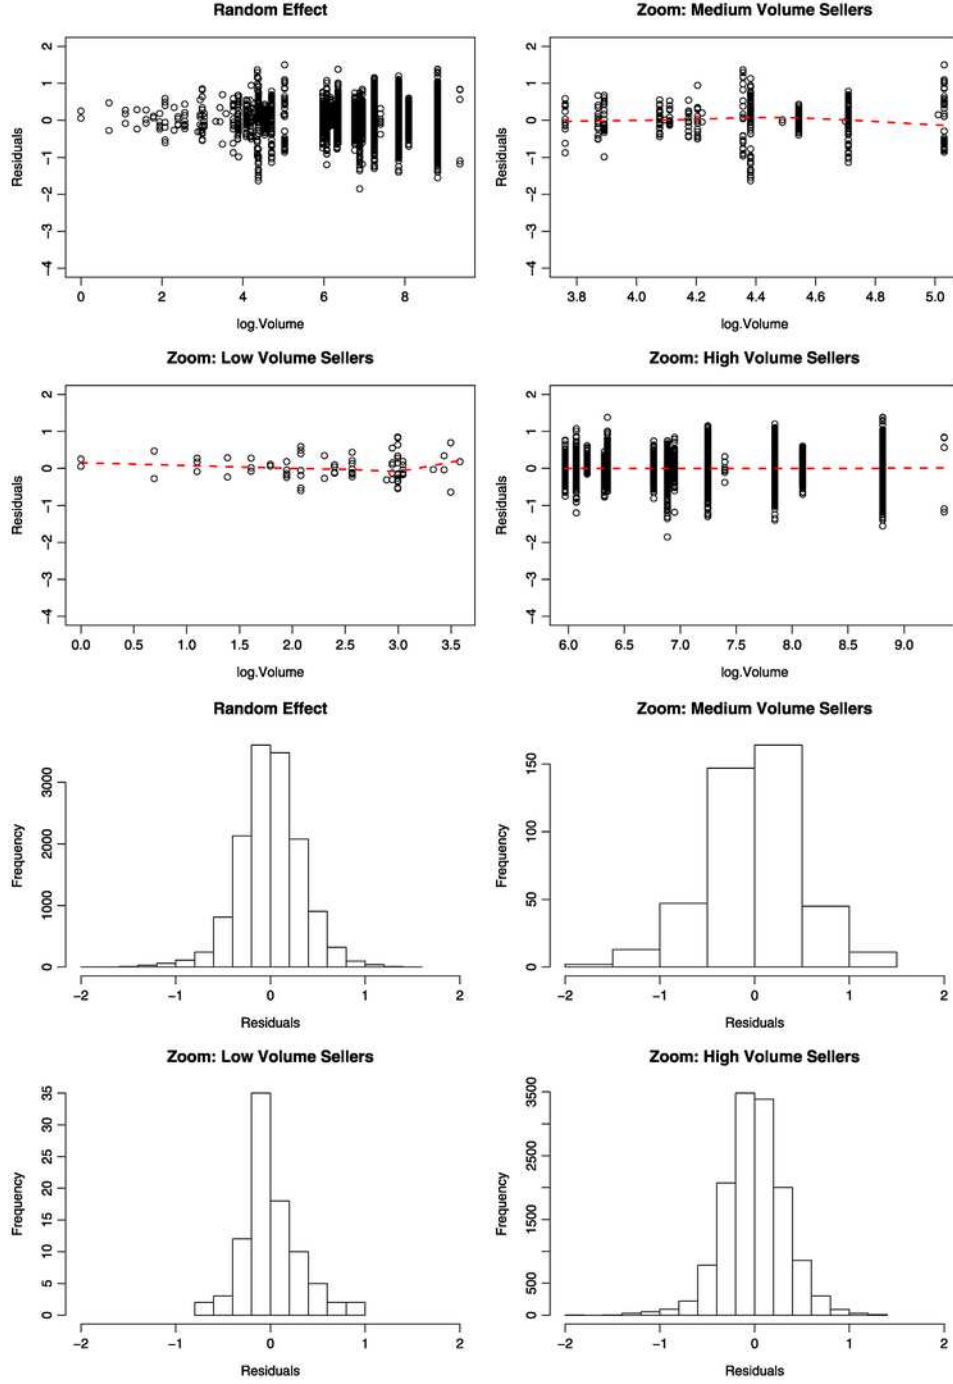 Random Effect
Residuals
2
1
0
−1
−2
−3
−4
0 2 4 6 8
log.Volume
Zoom: Medium Volume Sellers
Residuals
2
1
0
−1
−2
−3
−4
3.8 4.0 4.2 4.4 4.6 4.8 5.0
log.Volume
Zoom: Low Volume Sellers
Residuals
2
1
0
−1
−2
−3
−4
0.0 0.5 1.0 1.5 2.0 2.5 3.0 3.5
log.Volume
Zoom: High Volume Sellers
Residuals
2
1
0
−1
−2
−3
−4
6.0 6.5 7.0 7.5 8.0 8.5 9.0
log.Volume
Random Effect
Frequency
3000
2000
1000
0
−2 −1 0 1 2
Residuals
Zoom: Medium Volume Sellers
Frequency
150
100
50
0
−2 −1 0 1 2
Residuals
Zoom: Low Volume Sellers
Frequency
35
30
25
20
15
10
5
0
−2 −1 0 1 2
Residuals
Zoom: High Volume Sellers
Frequency
3500
2500
1500
500
0
−2 −1 0 1 2
Residuals